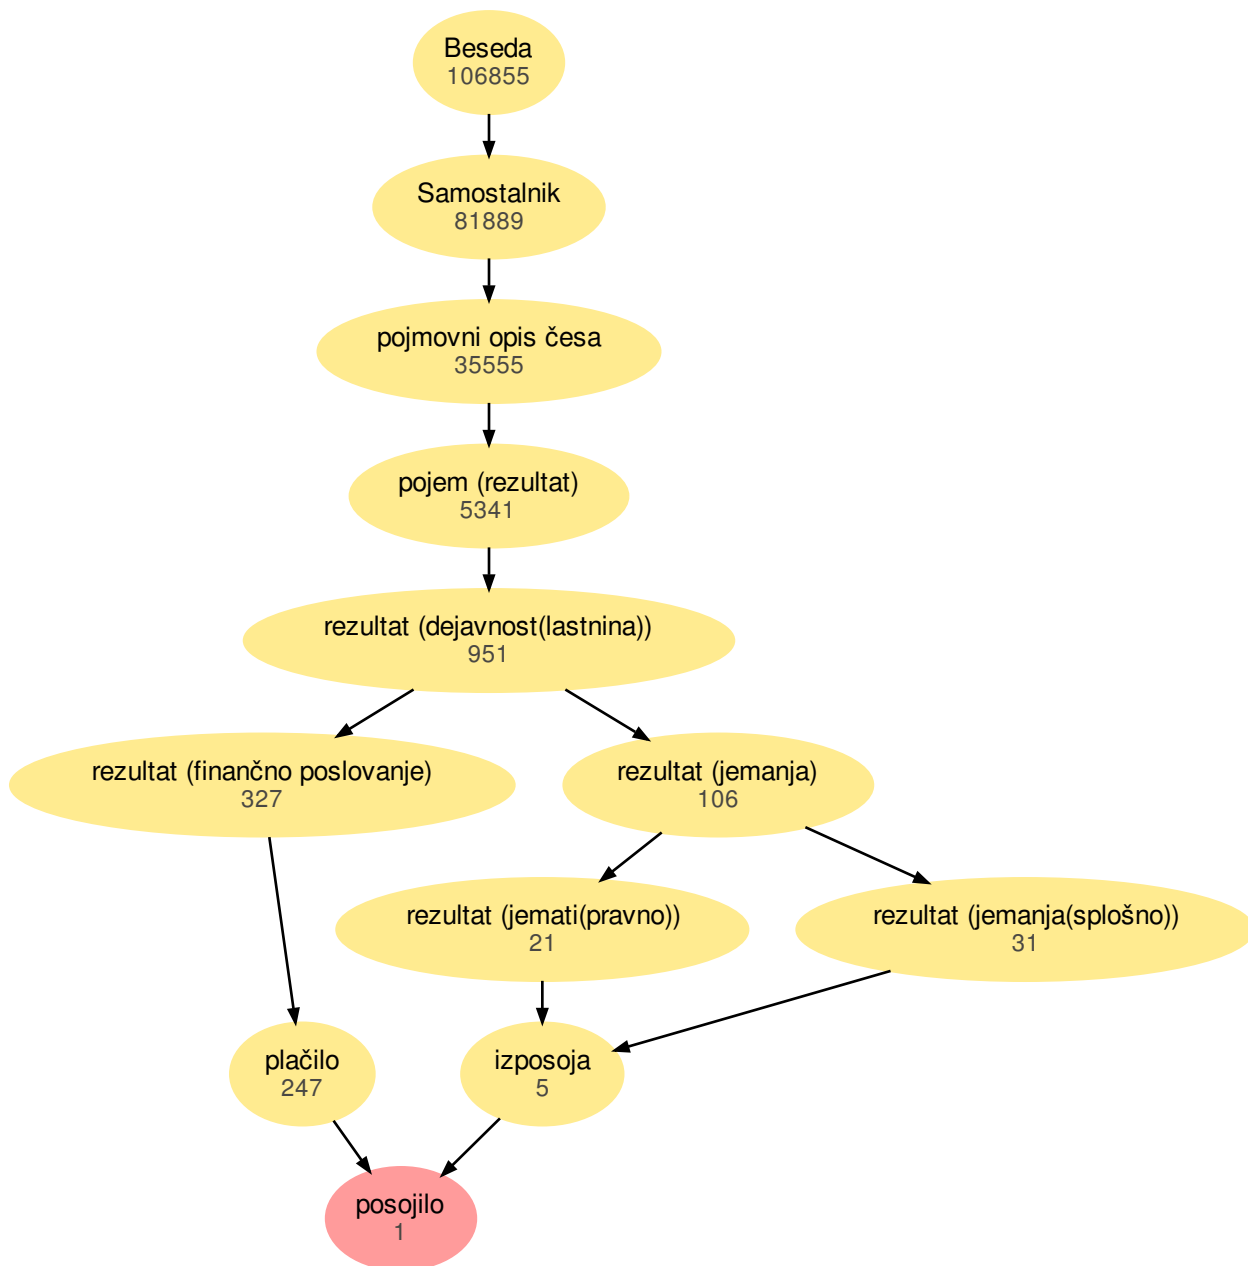 Beseda
106855
Samostalnik
81889
pojmovni opis česa
35555
pojem (rezultat)
5341
rezultat (dejavnost(lastnina))
951
rezultat (finančno poslovanje)
327
rezultat (jemanja)
106
rezultat (jemati(pravno))
21
rezultat (jemanja(splošno))
31
plačilo
247
izposoja
5
posojilo
1